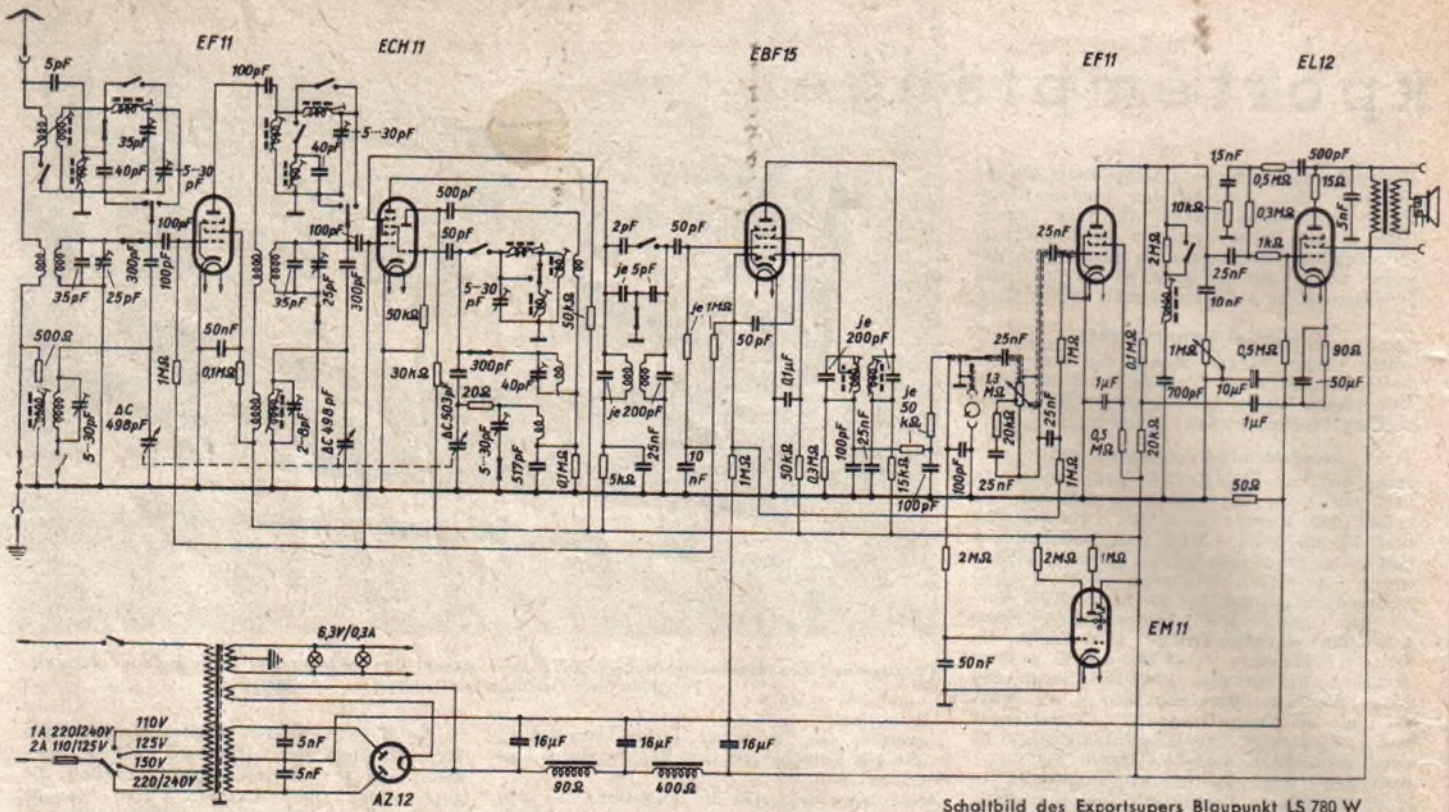 EF11
ECH11
EBF15
EF11
EL12
5pF
100pF
35pF
40pF
5--30 pF
100pF
300pF
100pF
35pF
25pF
500Ω
50nF
1MΩ
0,1MΩ
ΔC 498pF
5--30pF
5--30pF
40pF
100pF
35pF
25pF
300pF
2-8pF
ΔC 498pF
500pF
50pF
5--30 pF
50kΩ
50kΩ
30kΩ
300pF
40pF
20Ω
ΔC 503pF
5--30pF
517pF
0,1MΩ
2pF
50pF
je 5pF
je 1MΩ
je 200pF
5kΩ
25nF
10 nF
50pF
0,1µF
1MΩ
50kΩ
je 200pF
0,3MΩ
100pF
25nF
15kΩ
je 50 kΩ
100pF
25nF
25nF
1,3 MΩ
20kΩ
25nF
100pF
25nF
1MΩ
1MΩ
1µF
0,5 MΩ
0,1MΩ
20kΩ
2MΩ
700pF
1,5nF
0,5MΩ
500pF
10kΩ
0,3MΩ
15Ω
5nF
5Ω
25nF
1kΩ
10nF
1MΩ
0,5MΩ
90Ω
10µF
50µF
1µF
50Ω
2MΩ
2MΩ
1MΩ
EM11
50nF
6,3V/0,3A
1A 220/240V
2A 110/125V
110V
125V
150V
220/240V
5nF
5nF
AZ12
16µF
16µF
16µF
90Ω
400Ω
Schaltbild des Exportsupers Blaupunkt LS 780 W